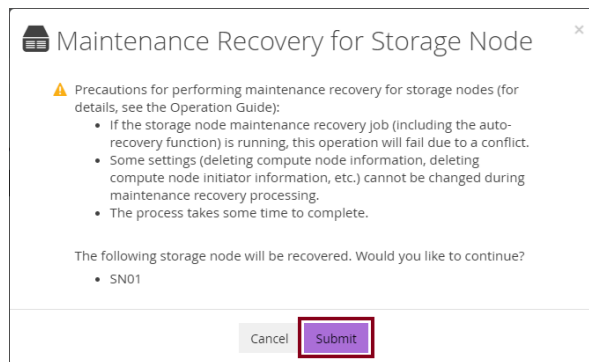 Maintenance Recovery for Storage Node
×
Precautions for performing maintenance recovery for storage nodes (for
details, see the Operation Guide):
• If the storage node maintenance recovery job (including the auto-
recovery function) is running, this operation will fail due to a conflict.
• Some settings (deleting compute node information, deleting
compute node initiator information, etc.) cannot be changed during
maintenance recovery processing.
• The process takes some time to complete.
The following storage node will be recovered. Would you like to continue?
• SN01
Cancel Submit